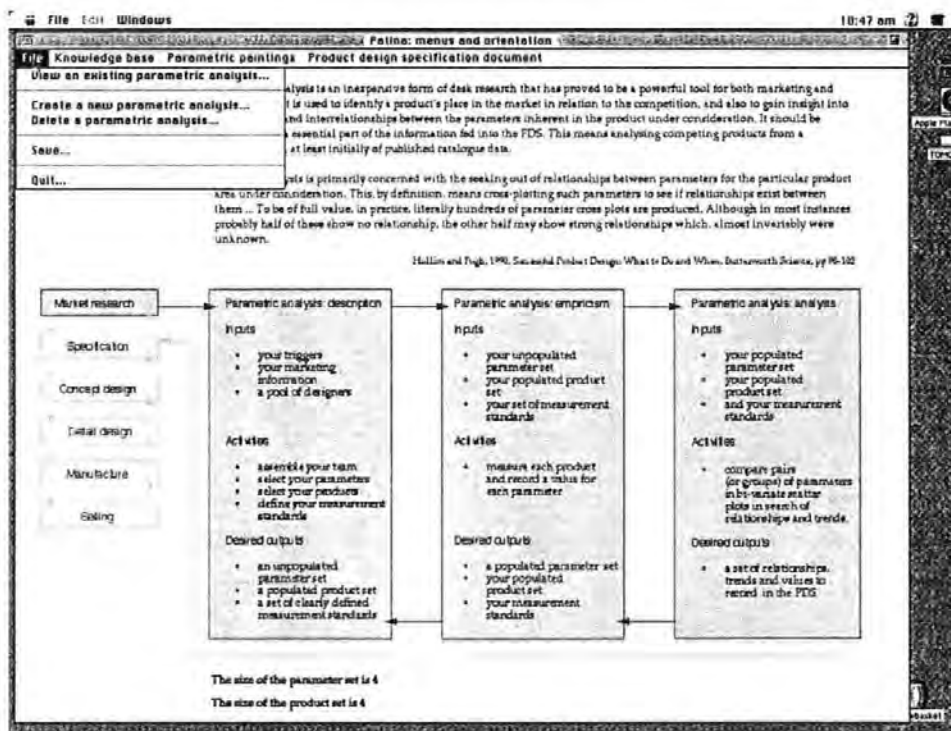 File Edit Windows 10:47 am
Patina: menus and orientation
File Knowledge base Parametric paintings Product design specification document
View an existing parametric analysis...
Create a new parametric analysis...
Delete a parametric analysis...
Save...
Quit...
alysis is an inexpensive form of desk research that has proved to be a powerful tool for both marketing and
t is used to identify a product's place in the market in relation to the competition, and also to gain insight into
nd interrelationships between the parameters inherent in the product under consideration. It should be
essential part of the information fed into the PDS. This means analysing competing products from a
at least initially of published catalogue data.
ysis is primarily concerned with the seeking out of relationships between parameters for the particular product
area under consideration. This, by definition, means cross-plotting such parameters to see if relationships exist between
them ... To be of full value, in practice, literally hundreds of parameter cross plots are produced. Although in most instances
probably half of these show no relationship, the other half may show strong relationships which, almost invariably were
unknown.
Hollins and Pugh, 1990, Successful Product Design: What to Do and When, Butterworth Science, pp 98-102
Market research
Specification
Concept design
Detail design
Manufacture
Selling
Parametric analysis: description
Inputs
• your triggers
• your marketing
information
• a pool of designers
Activities
• assemble your team
• select your parameters
• select your products
• define your measurement
standards
Desired outputs
• an unpopulated
parameter set
• a populated product set
• a set of clearly defined
measurement standards
Parametric analysis: empiricism
Inputs
• your unpopulated
parameter set
• your populated product
set
• your set of measurement
standards
Activities
• measure each product
and record a value for
each parameter
Desired outputs
• a populated parameter set
• your populated
product set
• your measurement
standards
Parametric analysis: analysis
Inputs
• your populated
parameter set
• your populated
product set
• and your measurement
standards
Activities
• compare pairs
(or groups) of parameters
in bi-variate scatter
plots in search of
relationships and trends.
Desired outputs
• a set of relationships,
trends and values to
record in the PDS
The size of the parameter set is 4
The size of the product set is 4